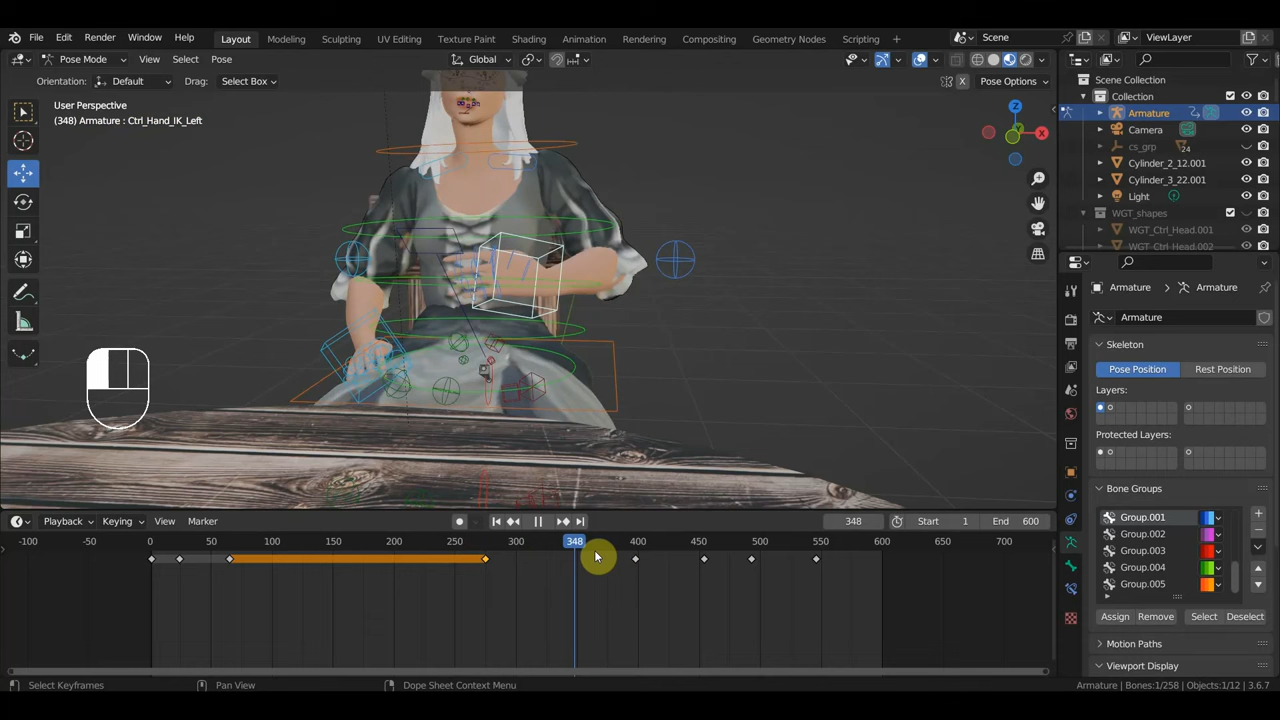 File Edit Render Window Help Layout Modeling Sculpting UV Editing Texture Paint Shading Animation Rendering Compositing Geometry Nodes Scripting + Scene ViewLayer
Pose Mode View Select Pose Global
Orientation: Default Drag: Select Box X Pose Options
User Perspective
(348) Armature : Ctrl_Hand_IK_Left
Z
X
Y
Scene Collection
Collection
Armature
Camera
cs_grp 24
Cylinder_2_12.001
Cylinder_3_22.001
Light
WGT_shapes
WGT_Ctrl_Head.001
WGT_Ctrl_Head.002
Armature > Armature
Armature
Skeleton
Pose Position Rest Position
Layers:
Protected Layers:
Bone Groups
Group.001
Group.002
Group.003
Group.004
Group.005
Assign Remove Select Deselect
Motion Paths
Viewport Display
Playback Keying View Marker 348 Start 1 End 600
-100 -50 0 50 100 150 200 250 300 348 400 450 500 550 600 650 700
Select Keyframes Pan View Dope Sheet Context Menu Armature | Bones:1/258 | Objects:1/12 | 3.6.7